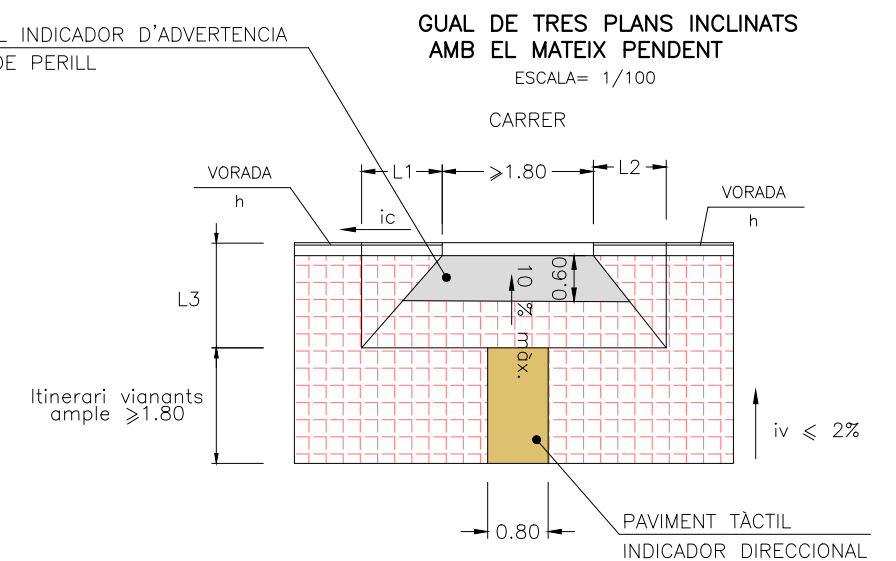 GUAL DE TRES PLANS INCLINATS
AMB EL MATEIX PENDENT
ESCALA= 1/100
L INDICADOR D'ADVERTENCIA
DE PERILL
CARRER
VORADA
h
L1
≥1.80
L2
VORADA
h
ic
L3
10 % màx.
0.60
Itinerari vianants
ample ≥1.80
iv ≤ 2%
0.80
PAVIMENT TÀCTIL
INDICADOR DIRECCIONAL